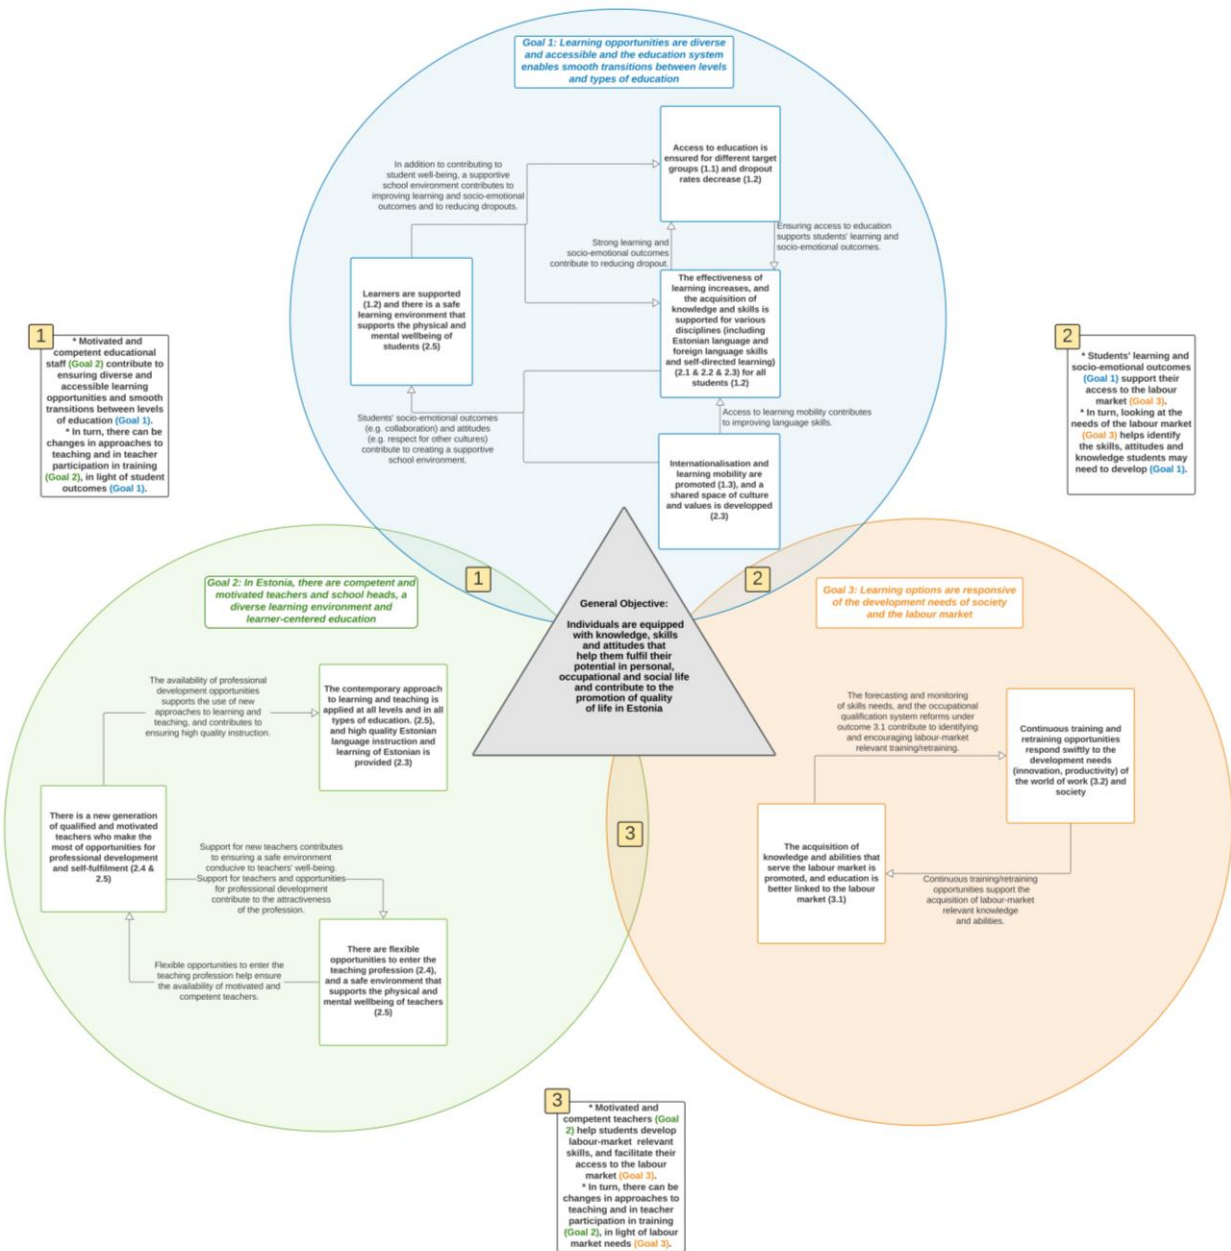 Goal 1: Learning opportunities are diverse
and accessible and the education system
enables smooth transitions between levels
and types of education
Access to education is
ensured for different target
groups (1.1) and dropout
rates decrease (1.2)
In addition to contributing to
student well-being, a supportive
school environment contributes to
improving learning and socio-emotional
outcomes and to reducing dropouts.
Ensuring access to education
supports students' learning and
socio-emotional outcomes.
Strong learning and
socio-emotional outcomes
contribute to reducing dropout.
Learners are supported
(1.2) and there is a safe
learning environment that
supports the physical and
mental wellbeing of
students (2.5)
The effectiveness of
learning increases, and
the acquisition of
knowledge and skills is
supported for various
disciplines (including
Estonian language and
foreign language skills
and self-directed learning)
(2.1 & 2.2 & 2.3) for all
students (1.2)
Students' socio-emotional outcomes
(e.g. collaboration) and attitudes
(e.g. respect for other cultures)
contribute to creating a supportive
school environment.
Access to learning mobility contributes
to improving language skills.
Internationalisation and
learning mobility are
promoted (1.3), and a
shared space of culture
and values is developped
(2.3)
1
* Motivated and
competent educational
staff (Goal 2) contribute to
ensuring diverse and
accessible learning
opportunities and smooth
transitions between levels
of education (Goal 1).
* In turn, there can be
changes in approaches to
teaching and in teacher
participation in training
(Goal 2), in light of student
outcomes (Goal 1).
2
* Students' learning and
socio-emotional outcomes
(Goal 1) support their
access to the labour
market (Goal 3).
* In turn, looking at the
needs of the labour market
(Goal 3) helps identify
the skills, attitudes and
knowledge students may
need to develop (Goal 1).
1
2
General Objective:
Individuals are equipped
with knowledge, skills
and attitudes that
help them fulfil their
potential in personal,
occupational and social life
and contribute to the
promotion of quality
of life in Estonia
Goal 2: In Estonia, there are competent and
motivated teachers and school heads, a
diverse learning environment and
learner-centered education
The availability of professional
development opportunities
supports the use of new
approaches to learning and
teaching, and contributes to
ensuring high quality instruction.
The contemporary approach
to learning and teaching is
applied at all levels and in all
types of education. (2.5),
and high quality Estonian
language instruction and
learning of Estonian is
provided (2.3)
There is a new generation
of qualified and motivated
teachers who make the
most of opportunities for
professional development
and self-fulfilment (2.4 &
2.5)
Support for new teachers contributes
to ensuring a safe environment
conducive to teachers' well-being.
Support for teachers and opportunities
for professional development
contribute to the attractiveness
of the profession.
Flexible opportunities to enter the
teaching profession help ensure
the availability of motivated and
competent teachers.
There are flexible
opportunities to enter the
teaching profession (2.4),
and a safe environment that
supports the physical and
mental wellbeing of teachers
(2.5)
3
Goal 3: Learning options are responsive
of the development needs of society
and the labour market
The forecasting and monitoring
of skills needs, and the occupational
qualification system reforms under
outcome 3.1 contribute to identifying
and encouraging labour-market
relevant training/retraining.
Continuous training and
retraining opportunities
respond swiftly to the
development needs
(innovation, productivity) of
the world of work (3.2) and
society
The acquisition of
knowledge and abilities that
serve the labour market is
promoted, and education is
better linked to the labour
market (3.1)
Continuous training/retraining
opportunities support the
acquisition of labour-market
relevant knowledge
and abilities.
3
* Motivated and
competent teachers (Goal
2) help students develop
labour-market relevant
skills, and facilitate their
access to the labour
market (Goal 3).
* In turn, there can be
changes in approaches to
teaching and in teacher
participation in training
(Goal 2), in light of labour
market needs (Goal 3).